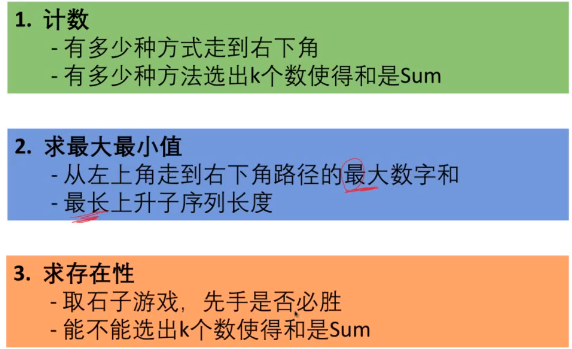 1. 计数
- 有多少种方式走到右下角
- 有多少种方法选出k个数使得和是Sum
2. 求最大最小值
- 从左上角走到右下角路径的最大数字和
- 最长上升子序列长度
3. 求存在性
- 取石子游戏，先手是否必胜
- 能不能选出k个数使得和是Sum